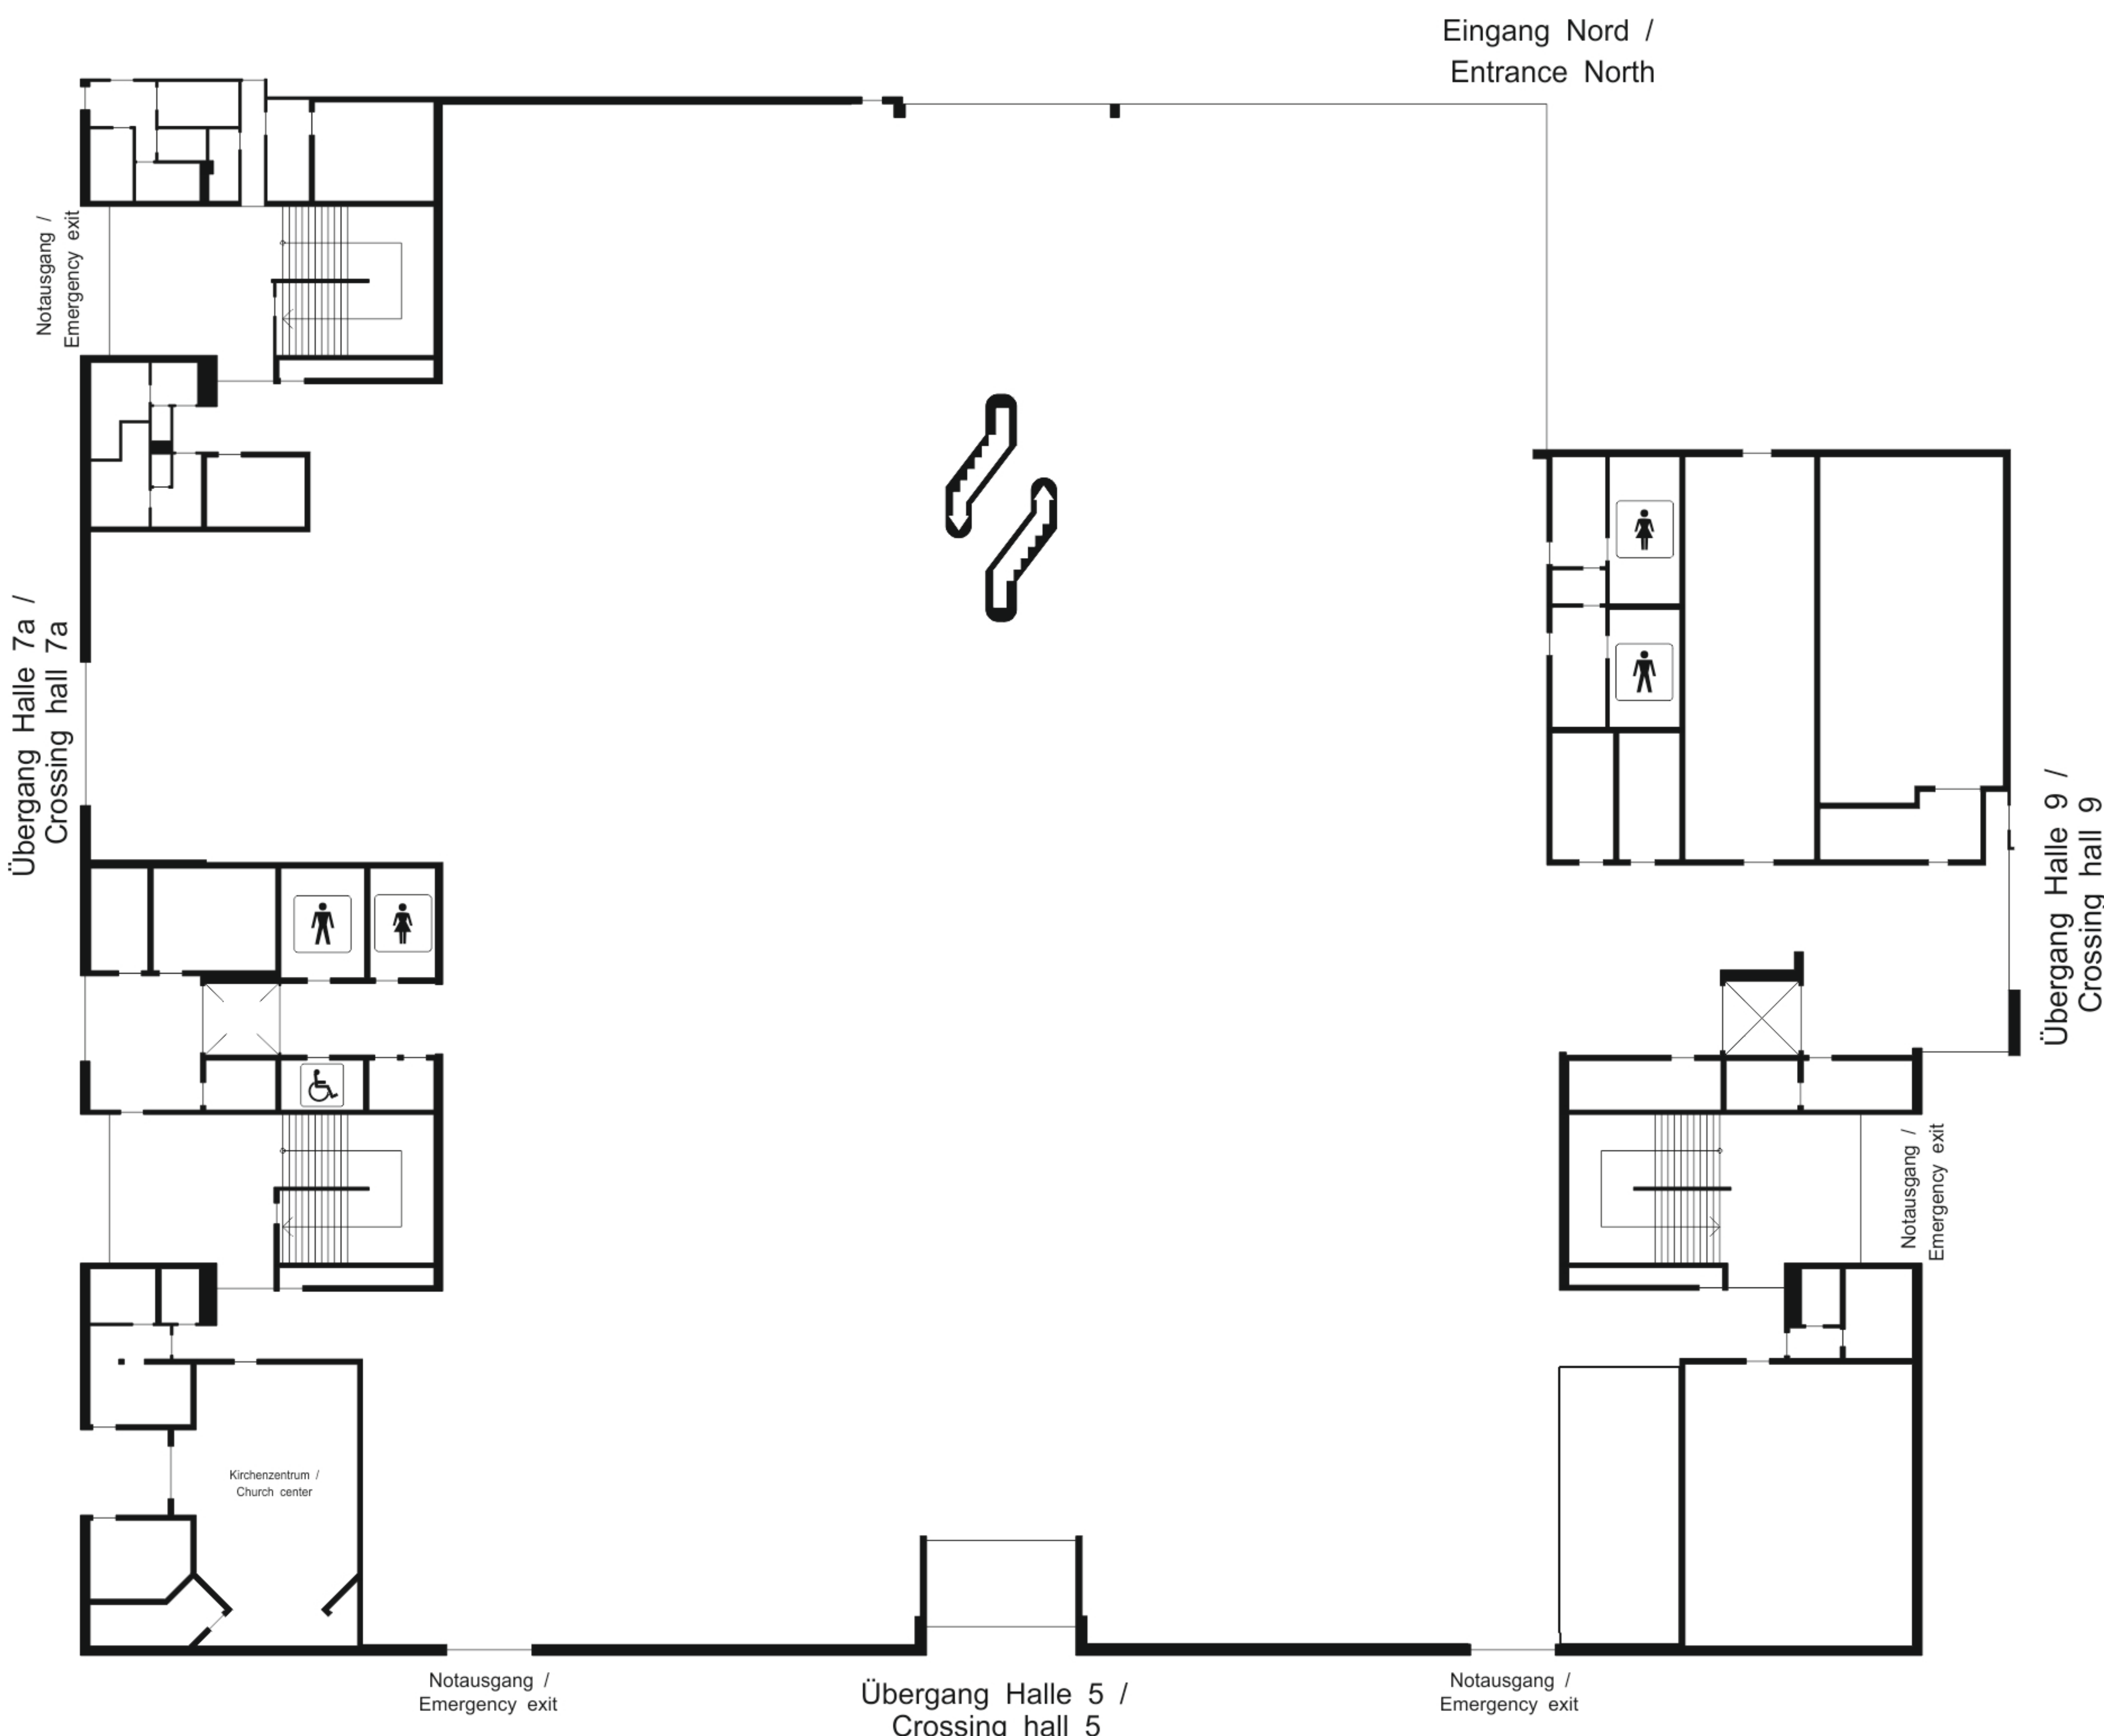 Eingang Nord /
Entrance North
Notausgang /
Emergency exit
Übergang Halle 7a /
Crossing hall 7a
Übergang Halle 9 /
Crossing hall 9
Notausgang /
Emergency exit
Kirchenzentrum /
Church center
Notausgang /
Emergency exit
Übergang Halle 5 /
Crossing hall 5
Notausgang /
Emergency exit